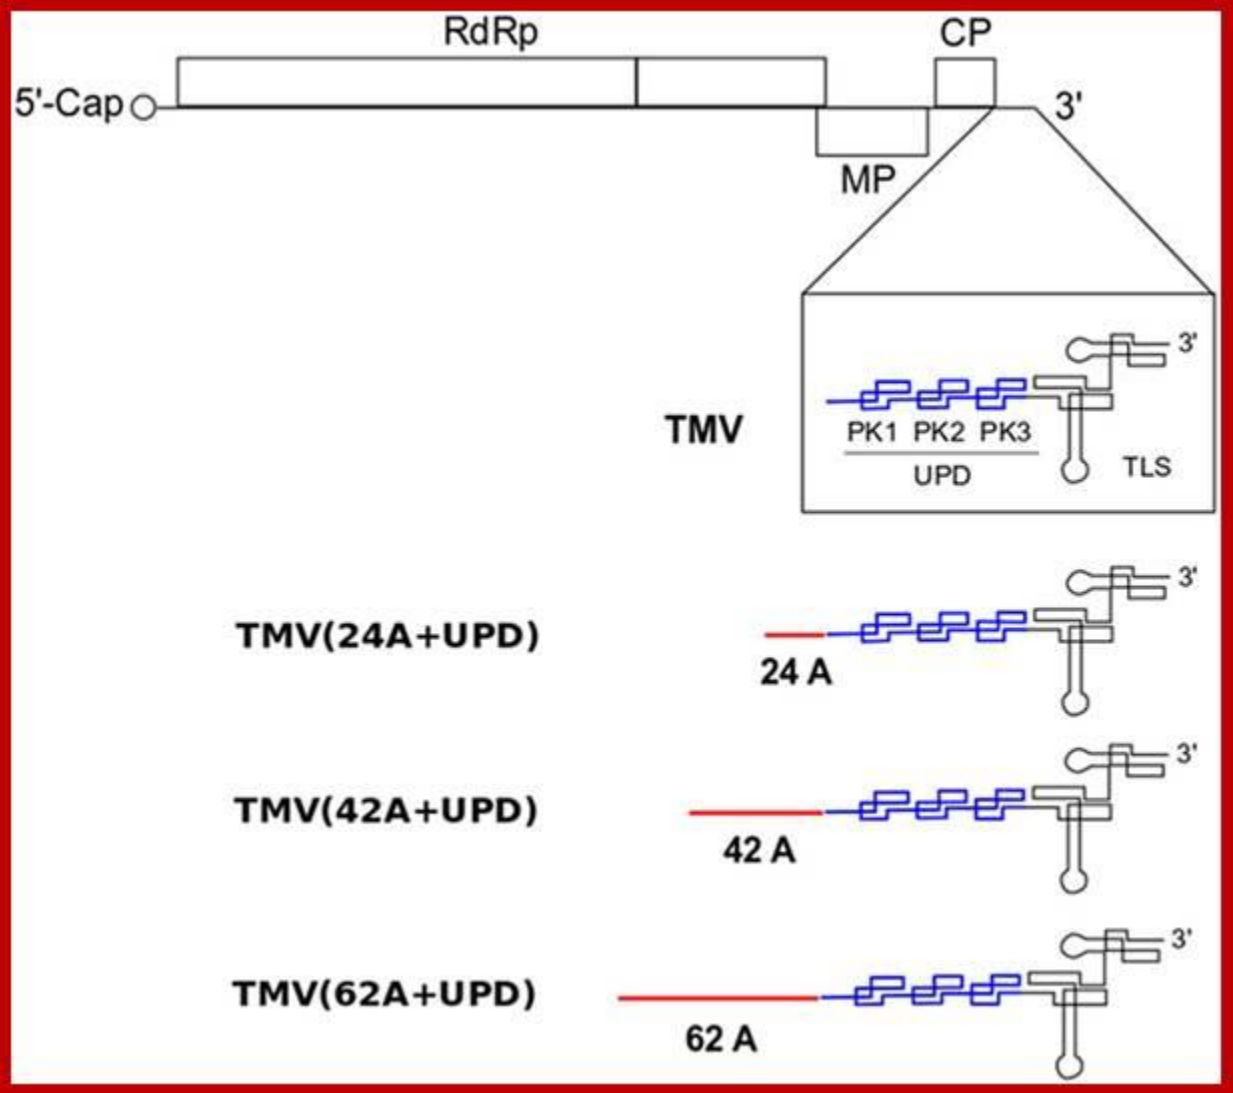 RdRp
CP
5'-Cap
3'
MP
3'
TMV
PK1 PK2 PK3
UPD
TLS
3'
TMV(24A+UPD)
24 A
3'
TMV(42A+UPD)
42 A
3'
TMV(62A+UPD)
62 A